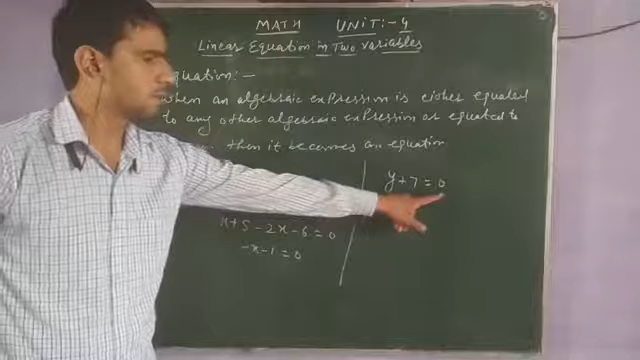 MATH UNIT:- 4
Linear Equation in Two Variables
quation:-
when an algebraic expression is either equated
to any other algebraic expression or equated to
then it becomes an equation
x+5-2x-6=0
-x-1=0
y+7=0